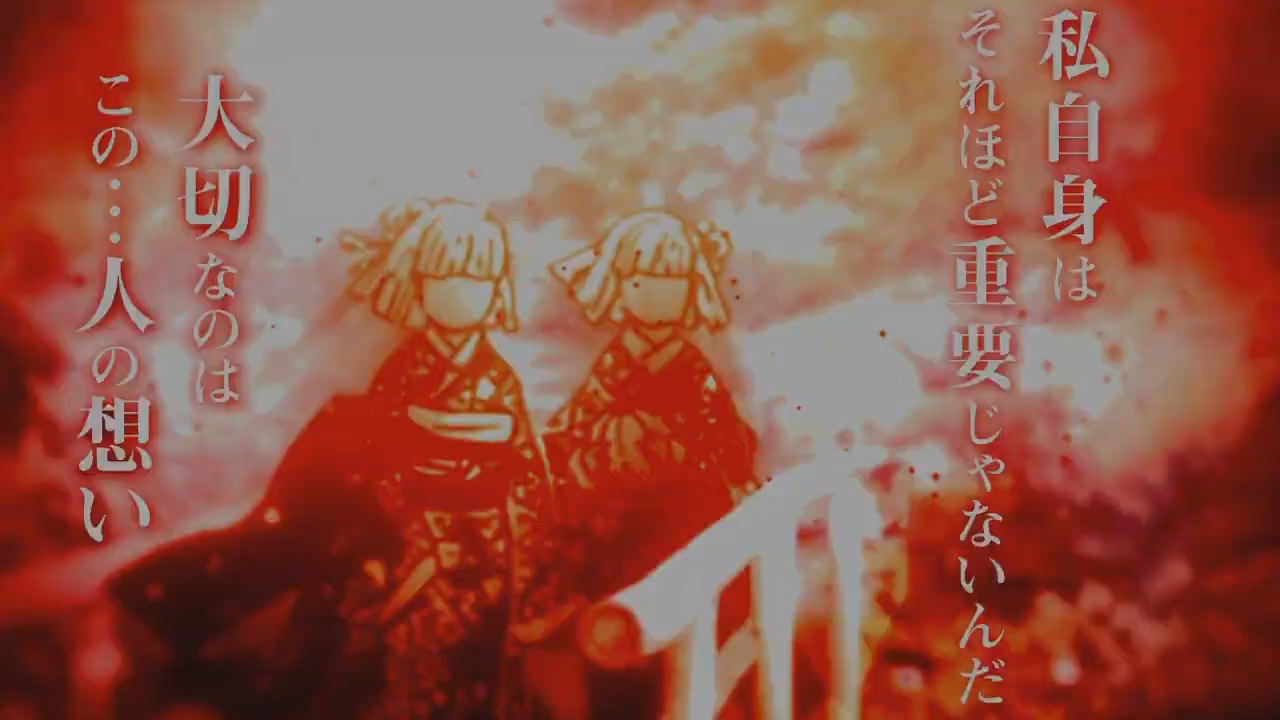 私自身は
それほど重要じゃないんだ
大切なのは
この…人の想い